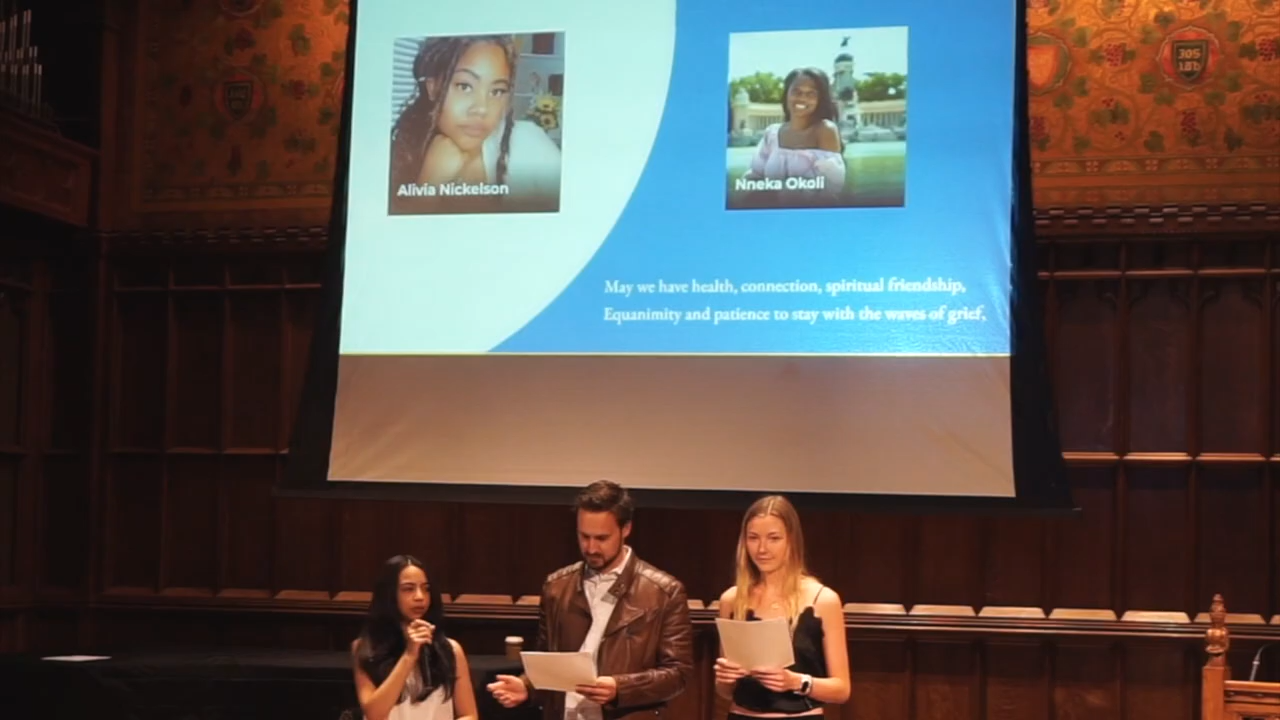 Alivia Nickelson
Nneka Okoli
May we have health, connection, spiritual friendship,
Equanimity and patience to stay with the waves of grief,